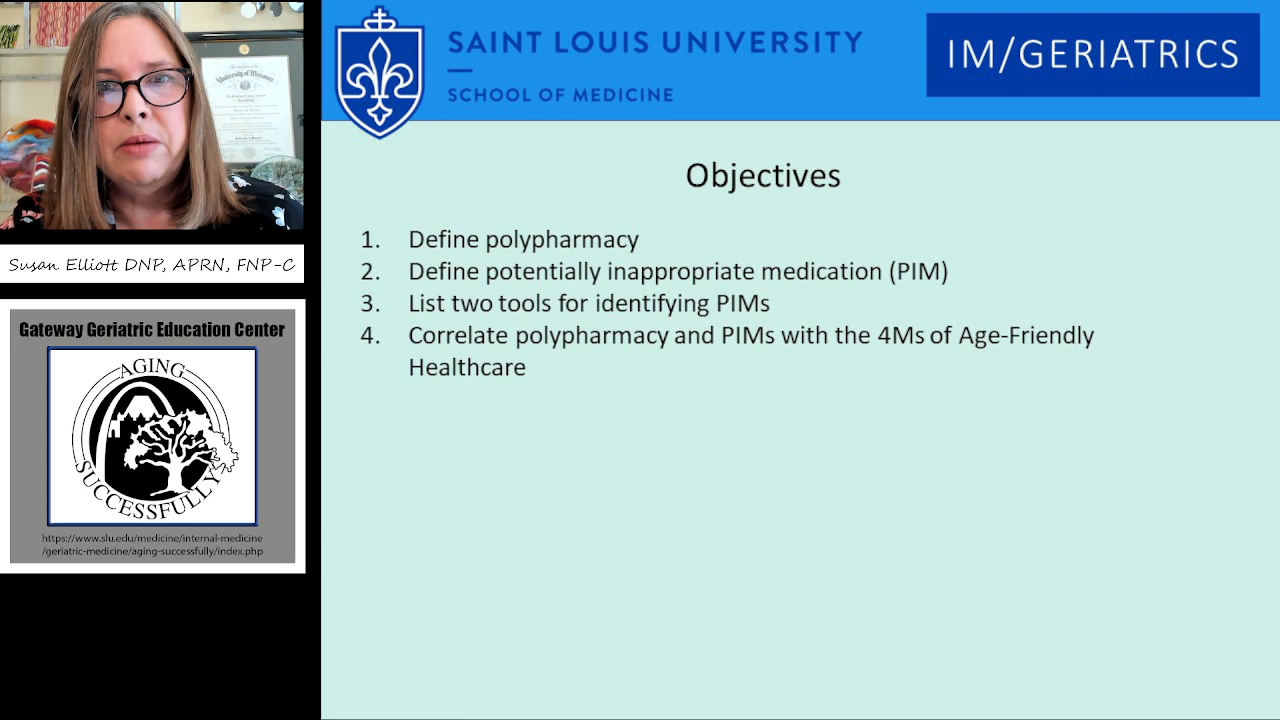 University of Missouri
Susan Elliott DNP, APRN, FNP-C
Gateway Geriatric Education Center
AGING
SUCCESSFULLY
https://www.slu.edu/medicine/internal-medicine
/geriatric-medicine/aging-successfully/index.php
SAINT LOUIS UNIVERSITY
SCHOOL OF MEDICINE
IM/GERIATRICS
Objectives
1. Define polypharmacy
2. Define potentially inappropriate medication (PIM)
3. List two tools for identifying PIMs
4. Correlate polypharmacy and PIMs with the 4Ms of Age-Friendly
Healthcare